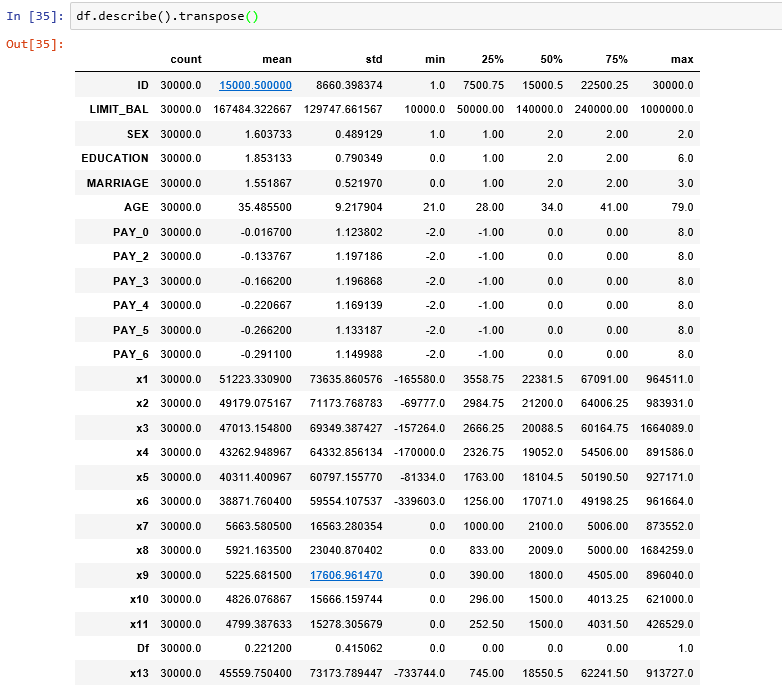 In [35]: df.describe().transpose()
Out[35]:
count mean std min 25% 50% 75% max
ID 30000.0 15000.500000 8660.398374 1.0 7500.75 15000.5 22500.25 30000.0
LIMIT_BAL 30000.0 167484.322667 129747.661567 10000.0 50000.00 140000.0 240000.00 1000000.0
SEX 30000.0 1.603733 0.489129 1.0 1.00 2.0 2.00 2.0
EDUCATION 30000.0 1.853133 0.790349 0.0 1.00 2.0 2.00 6.0
MARRIAGE 30000.0 1.551867 0.521970 0.0 1.00 2.0 2.00 3.0
AGE 30000.0 35.485500 9.217904 21.0 28.00 34.0 41.00 79.0
PAY_0 30000.0 -0.016700 1.123802 -2.0 -1.00 0.0 0.00 8.0
PAY_2 30000.0 -0.133767 1.197186 -2.0 -1.00 0.0 0.00 8.0
PAY_3 30000.0 -0.166200 1.196868 -2.0 -1.00 0.0 0.00 8.0
PAY_4 30000.0 -0.220667 1.169139 -2.0 -1.00 0.0 0.00 8.0
PAY_5 30000.0 -0.266200 1.133187 -2.0 -1.00 0.0 0.00 8.0
PAY_6 30000.0 -0.291100 1.149988 -2.0 -1.00 0.0 0.00 8.0
x1 30000.0 51223.330900 73635.860576 -165580.0 3558.75 22381.5 67091.00 964511.0
x2 30000.0 49179.075167 71173.768783 -69777.0 2984.75 21200.0 64006.25 983931.0
x3 30000.0 47013.154800 69349.387427 -157264.0 2666.25 20088.5 60164.75 1664089.0
x4 30000.0 43262.948967 64332.856134 -170000.0 2326.75 19052.0 54506.00 891586.0
x5 30000.0 40311.400967 60797.155770 -81334.0 1763.00 18104.5 50190.50 927171.0
x6 30000.0 38871.760400 59554.107537 -339603.0 1256.00 17071.0 49198.25 961664.0
x7 30000.0 5663.580500 16563.280354 0.0 1000.00 2100.0 5006.00 873552.0
x8 30000.0 5921.163500 23040.870402 0.0 833.00 2009.0 5000.00 1684259.0
x9 30000.0 5225.681500 17606.961470 0.0 390.00 1800.0 4505.00 896040.0
x10 30000.0 4826.076867 15666.159744 0.0 296.00 1500.0 4013.25 621000.0
x11 30000.0 4799.387633 15278.305679 0.0 252.50 1500.0 4031.50 426529.0
Df 30000.0 0.221200 0.415062 0.0 0.00 0.0 0.00 1.0
x13 30000.0 45559.750400 73173.789447 -733744.0 745.00 18550.5 62241.50 913727.0